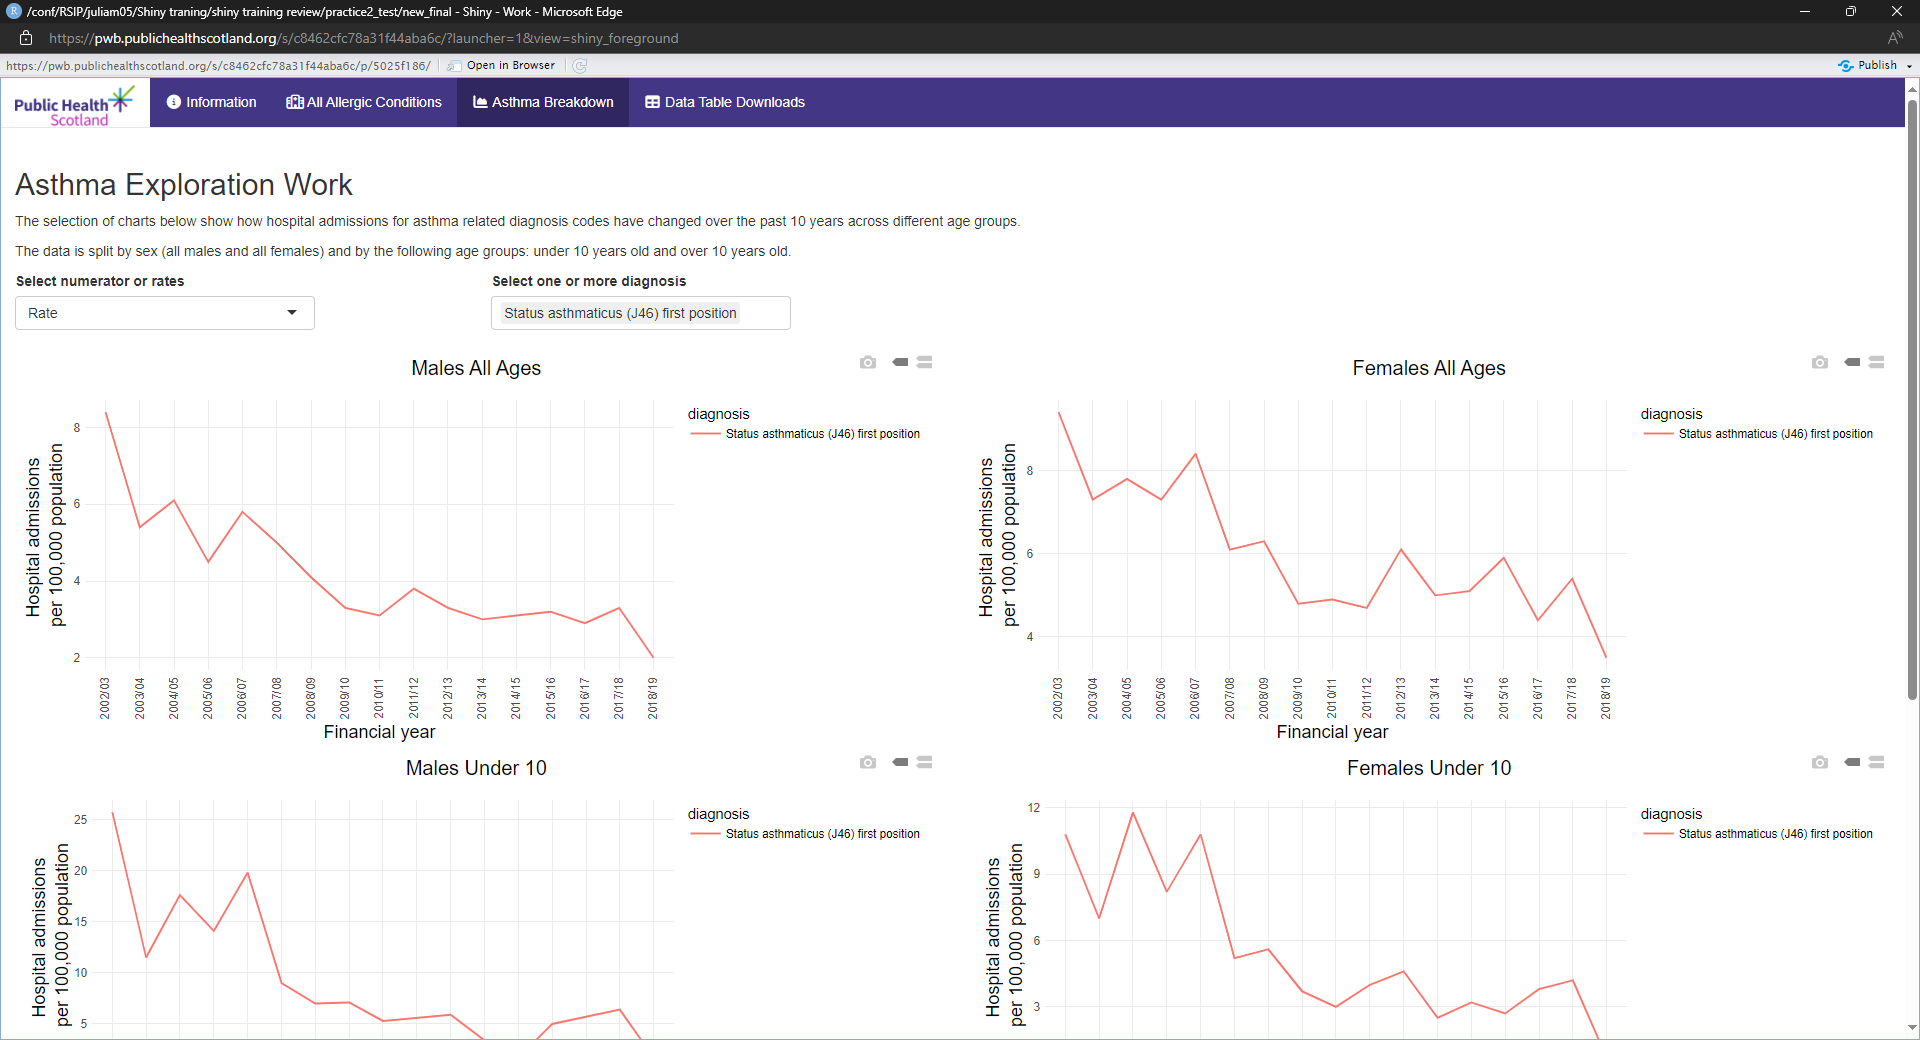 /conf/RSIP/juliam05/Shiny traning/shiny training review/practice2_test/new_final - Shiny - Work - Microsoft Edge
https://pwb.publichealthscotland.org/s/c8462cfc78a31f44aba6c/?launcher=1&view=shiny_foreground
https://pwb.publichealthscotland.org/s/c8462cfc78a31f44aba6c/p/5025f186/ Open in Browser Publish
Public Health
Scotland
Information All Allergic Conditions Asthma Breakdown Data Table Downloads
Asthma Exploration Work
The selection of charts below show how hospital admissions for asthma related diagnosis codes have changed over the past 10 years across different age groups.
The data is split by sex (all males and all females) and by the following age groups: under 10 years old and over 10 years old.
Select numerator or rates Select one or more diagnosis
Rate Status asthmaticus (J46) first position
Males All Ages
diagnosis
Status asthmaticus (J46) first position
Hospital admissions
per 100,000 population
8
6
4
2
2002/03 2003/04 2004/05 2005/06 2006/07 2007/08 2008/09 2009/10 2010/11 2011/12 2012/13 2013/14 2014/15 2015/16 2016/17 2017/18 2018/19
Financial year
Females All Ages
diagnosis
Status asthmaticus (J46) first position
Hospital admissions
per 100,000 population
8
6
4
2002/03 2003/04 2004/05 2005/06 2006/07 2007/08 2008/09 2009/10 2010/11 2011/12 2012/13 2013/14 2014/15 2015/16 2016/17 2017/18 2018/19
Financial year
Males Under 10
diagnosis
Status asthmaticus (J46) first position
Hospital admissions
per 100,000 population
25
20
15
10
5
Females Under 10
diagnosis
Status asthmaticus (J46) first position
Hospital admissions
per 100,000 population
12
9
6
3